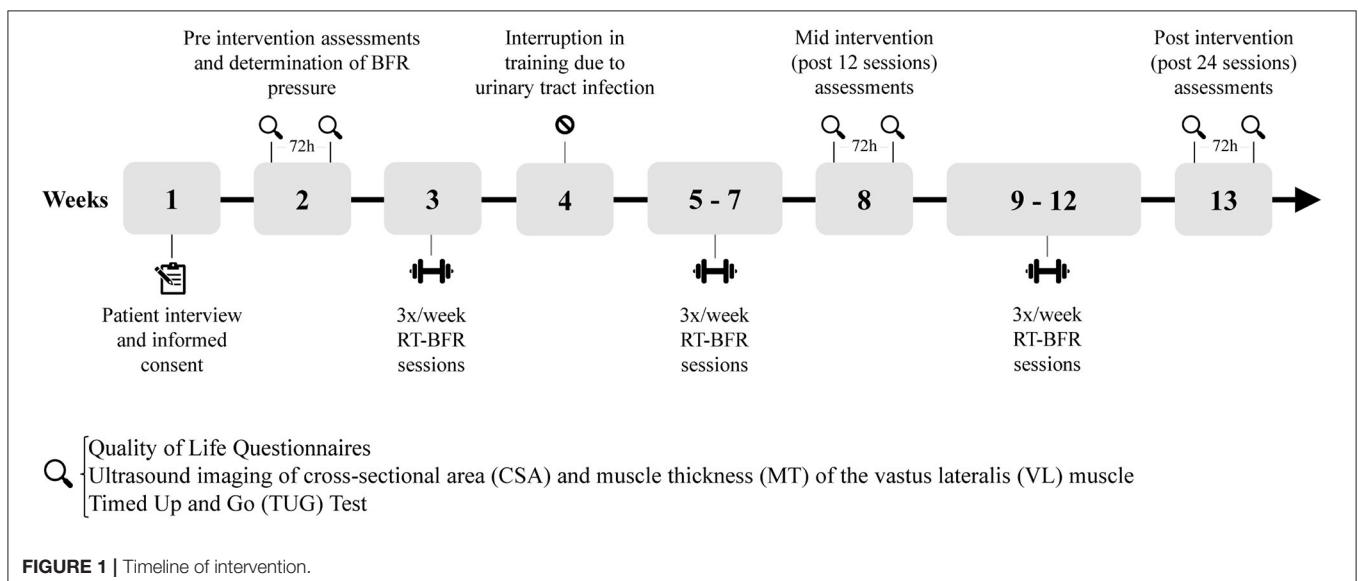 Pre intervention assessments
and determination of BFR
pressure
Interruption in
training due to
urinary tract infection
Mid intervention
(post 12 sessions)
assessments
Post intervention
(post 24 sessions)
assessments
72h
72h
72h
Weeks
1
2
3
4
5 - 7
8
9 - 12
13
Patient interview
and informed
consent
3x/week
RT-BFR
sessions
3x/week
RT-BFR
sessions
3x/week
RT-BFR
sessions
Quality of Life Questionnaires
Ultrasound imaging of cross-sectional area (CSA) and muscle thickness (MT) of the vastus lateralis (VL) muscle
Timed Up and Go (TUG) Test
FIGURE 1 | Timeline of intervention.